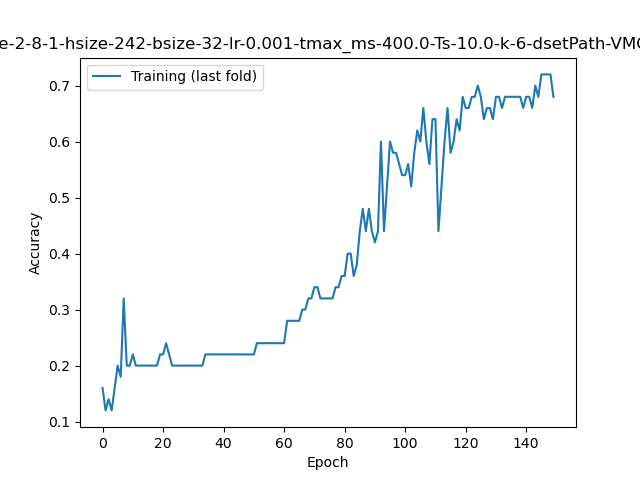 e-2-8-1-hsize-242-bsize-32-lr-0.001-tmax_ms-400.0-Ts-10.0-k-6-dsetPath-VMC
Training (last fold)
0.7
0.6
0.5
0.4
0.3
0.2
0.1
Accuracy
0 20 40 60 80 100 120 140
Epoch